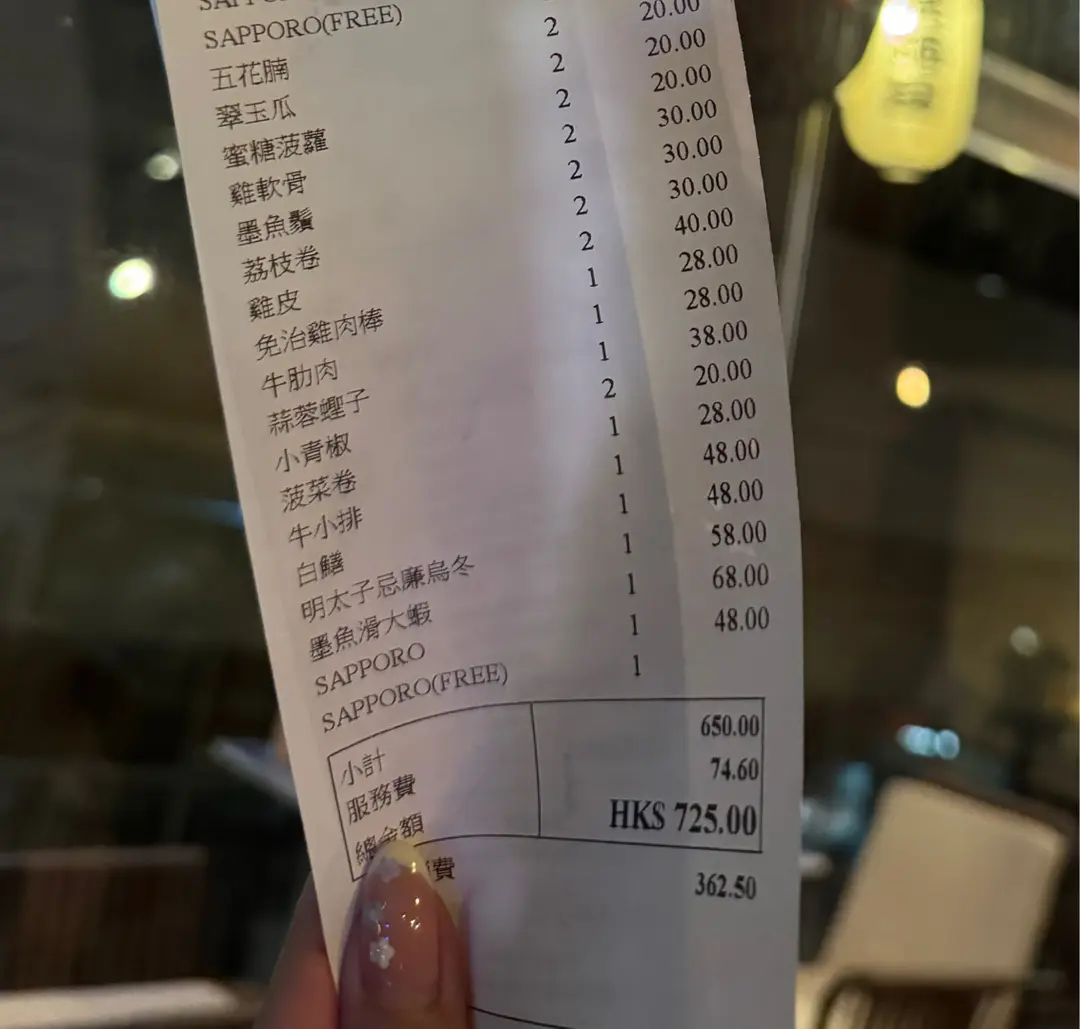 SAPPORO(FREE)
五花腩 2 20.00
翠玉瓜 2 20.00
蜜糖菠蘿 2 20.00
雞軟骨 2 30.00
墨魚鬚 2 30.00
荔枝卷 2 30.00
雞皮 2 40.00
免治雞肉棒 1 28.00
牛肋肉 1 28.00
蒜蓉蟶子 1 38.00
小青椒 2 20.00
菠菜卷 1 28.00
牛小排 1 48.00
白鱔 1 48.00
明太子忌廉烏冬 1 58.00
墨魚滑大蝦 1 68.00
SAPPORO 1 48.00
SAPPORO(FREE) 1
小計 650.00
服務費 74.60
總金額 HK$ 725.00
費 362.50